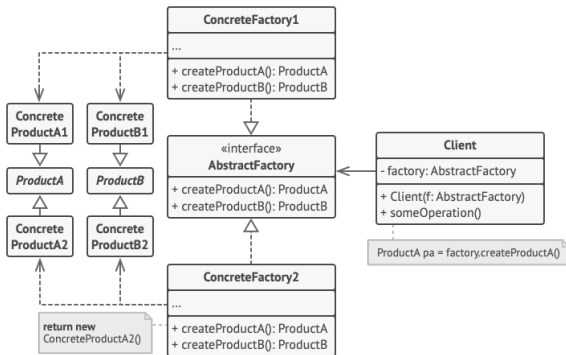 ConcreteFactory1
...
+ createProductA(): ProductA
+ createProductB(): ProductB
Concrete
ProductA1
Concrete
ProductB1
ProductA
ProductB
Concrete
ProductA2
Concrete
ProductB2
«interface»
AbstractFactory
+ createProductA(): ProductA
+ createProductB(): ProductB
Client
- factory: AbstractFactory
+ Client(f: AbstractFactory)
+ someOperation()
ProductA pa = factory.createProductA()
ConcreteFactory2
...
+ createProductA(): ProductA
+ createProductB(): ProductB
return new
ConcreteProductA2()